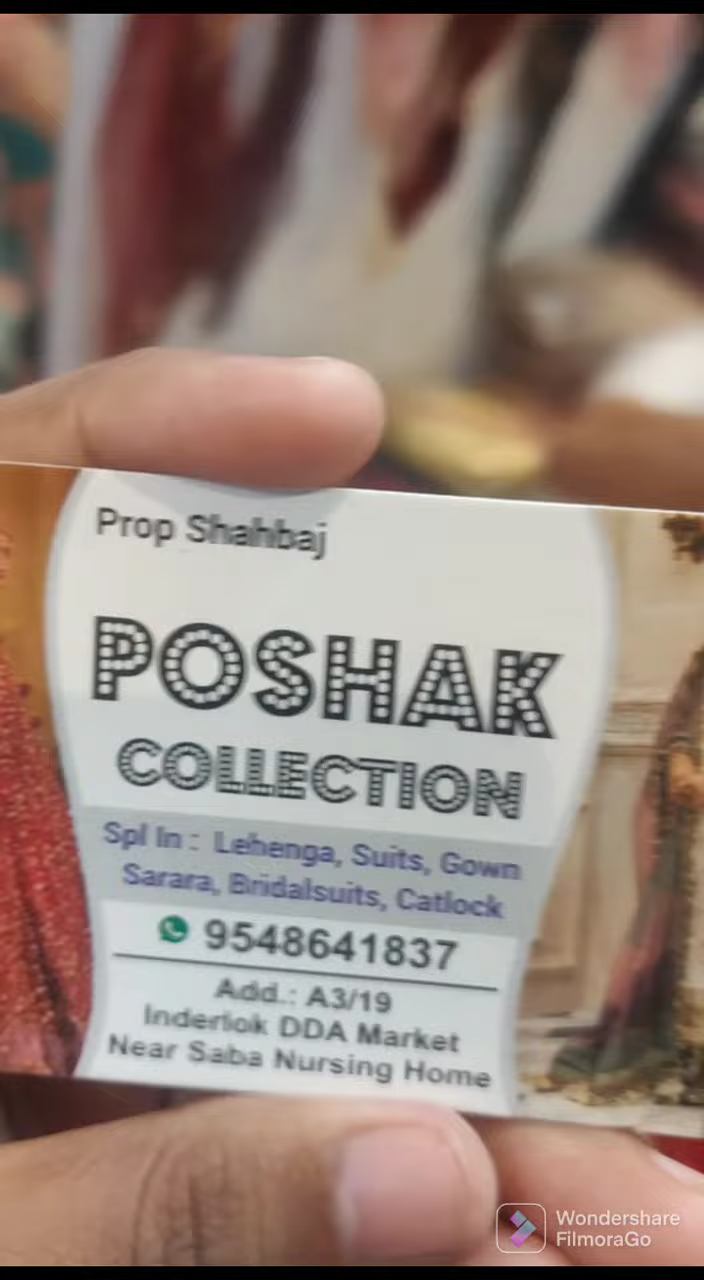 Prop Shahbaj
POSHAK
COLLECTION
Spl In : Lehenga, Suits, Gown
Sarara, Bridalsuits, Catlock
9548641837
Add.: A3/19
Inderlok DDA Market
Near Saba Nursing Home
Wondershare
FilmoraGo